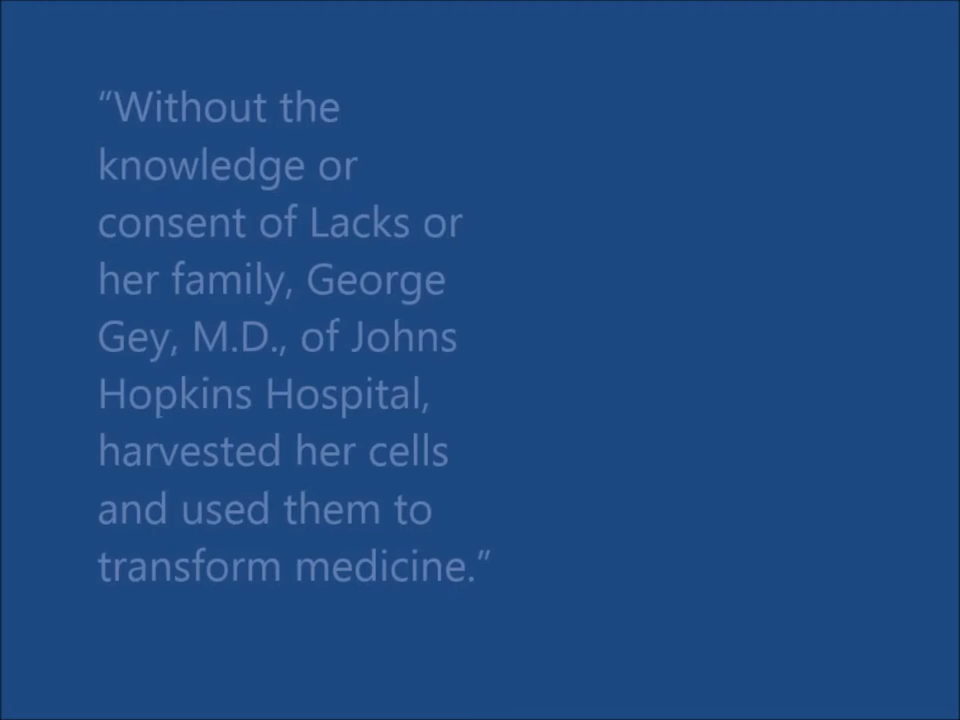 “Without the
knowledge or
consent of Lacks or
her family, George
Gey, M.D., of Johns
Hopkins Hospital,
harvested her cells
and used them to
transform medicine.”